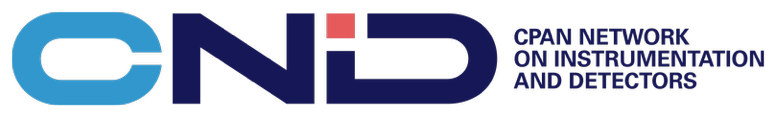 CNID
CPAN NETWORK
ON INSTRUMENTATION
AND DETECTORS